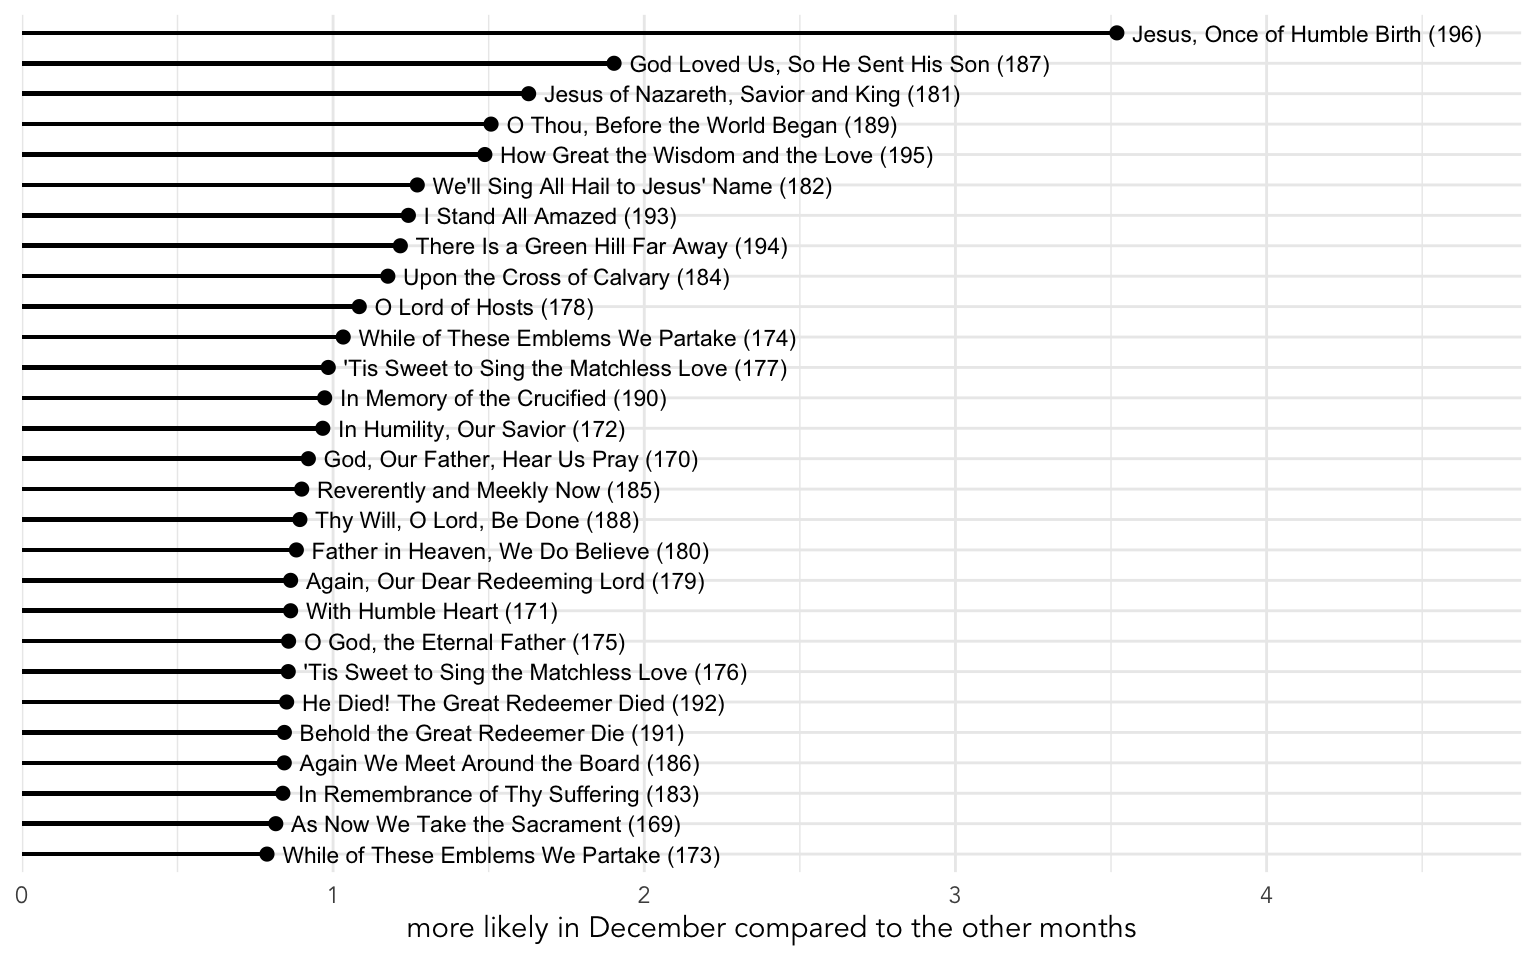 Jesus, Once of Humble Birth (196)
God Loved Us, So He Sent His Son (187)
Jesus of Nazareth, Savior and King (181)
O Thou, Before the World Began (189)
How Great the Wisdom and the Love (195)
We'll Sing All Hail to Jesus' Name (182)
I Stand All Amazed (193)
There Is a Green Hill Far Away (194)
Upon the Cross of Calvary (184)
O Lord of Hosts (178)
While of These Emblems We Partake (174)
'Tis Sweet to Sing the Matchless Love (177)
In Memory of the Crucified (190)
In Humility, Our Savior (172)
God, Our Father, Hear Us Pray (170)
Reverently and Meekly Now (185)
Thy Will, O Lord, Be Done (188)
Father in Heaven, We Do Believe (180)
Again, Our Dear Redeeming Lord (179)
With Humble Heart (171)
O God, the Eternal Father (175)
'Tis Sweet to Sing the Matchless Love (176)
He Died! The Great Redeemer Died (192)
Behold the Great Redeemer Die (191)
Again We Meet Around the Board (186)
In Remembrance of Thy Suffering (183)
As Now We Take the Sacrament (169)
While of These Emblems We Partake (173)
0 1 2 3 4
more likely in December compared to the other months